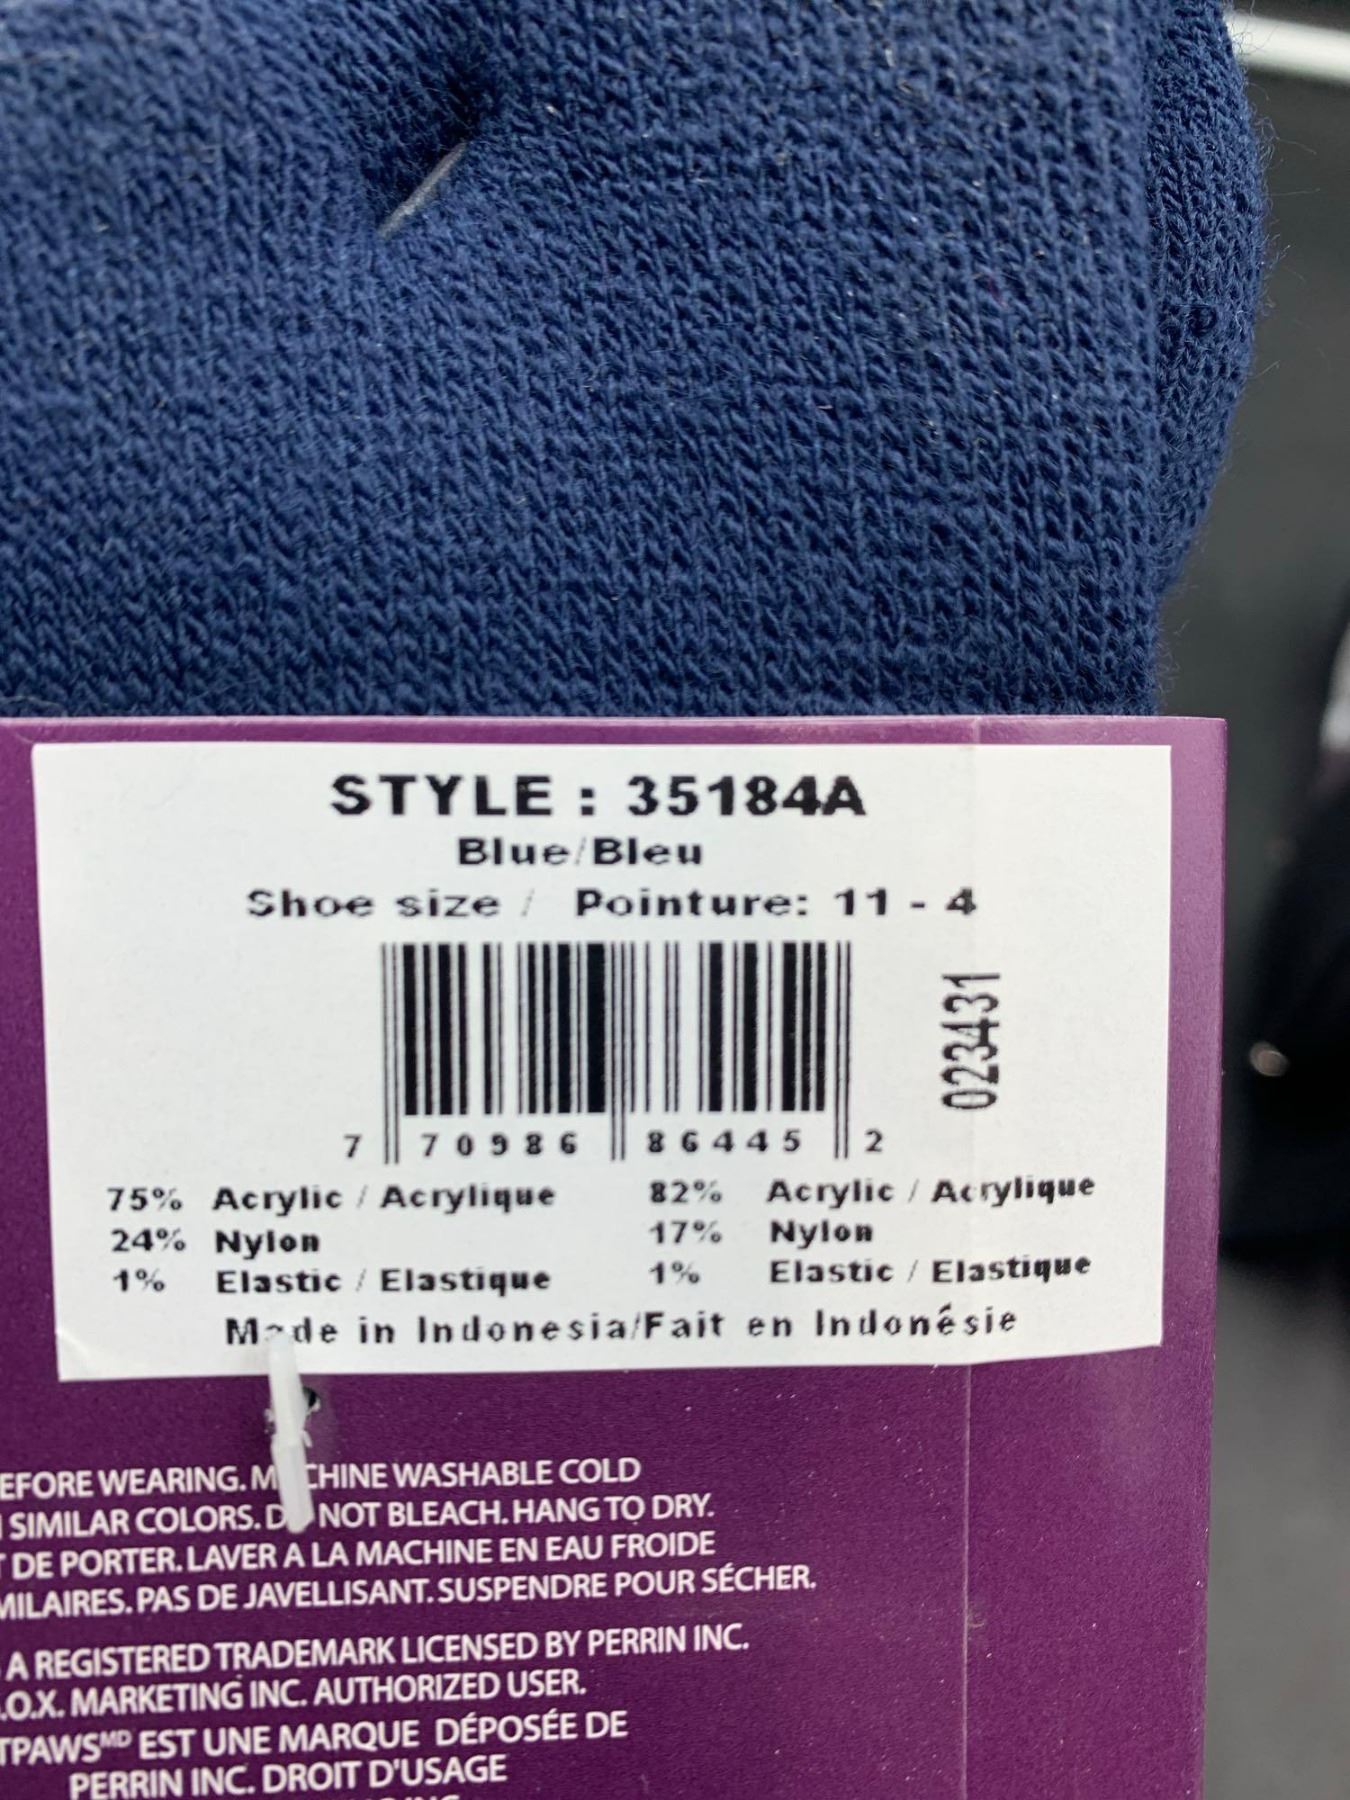 STYLE : 35184A
Blue/Bleu
Shoe size / Pointure: 11 - 4
023431
7 70986 86445 2
75% Acrylic / Acrylique
24% Nylon
1% Elastic / Elastique
82% Acrylic / Acrylique
17% Nylon
1% Elastic / Elastique
Made in Indonesia/Fait en Indonésie
EFORE WEARING. MACHINE WASHABLE COLD
SIMILAR COLORS. DO NOT BLEACH. HANG TO DRY.
T DE PORTER. LAVER A LA MACHINE EN EAU FROIDE
MILAIRES. PAS DE JAVELLISANT. SUSPENDRE POUR SÉCHER.
A REGISTERED TRADEMARK LICENSED BY PERRIN INC.
.O.X. MARKETING INC. AUTHORIZED USER.
TPAWSMD EST UNE MARQUE DÉPOSÉE DE
PERRIN INC. DROIT D'USAGE